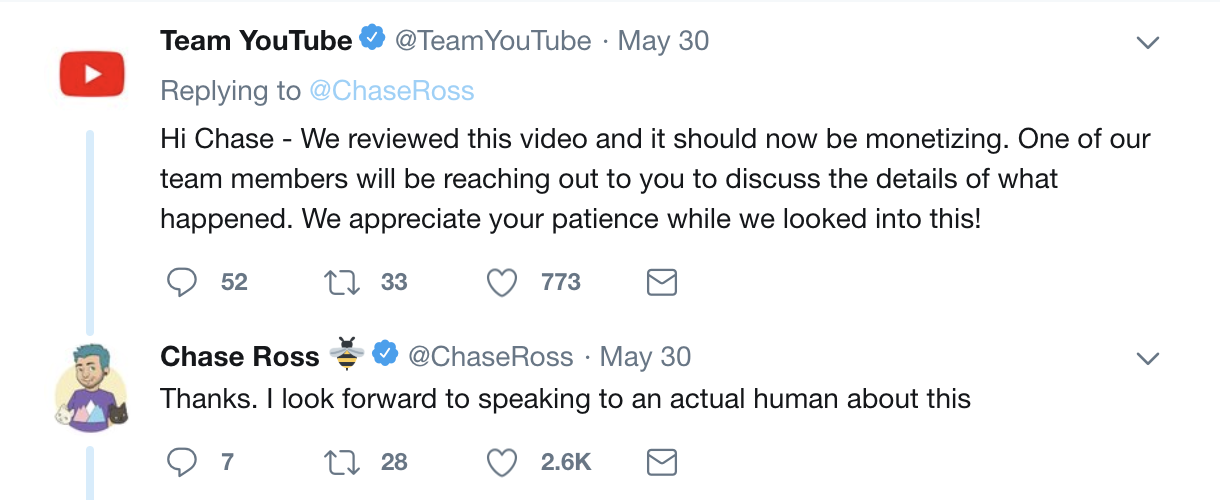 Team YouTube @TeamYouTube · May 30
Replying to @ChaseRoss
Hi Chase - We reviewed this video and it should now be monetizing. One of our
team members will be reaching out to you to discuss the details of what
happened. We appreciate your patience while we looked into this!
52 33 773
Chase Ross 🐝 @ChaseRoss · May 30
Thanks. I look forward to speaking to an actual human about this
7 28 2.6K